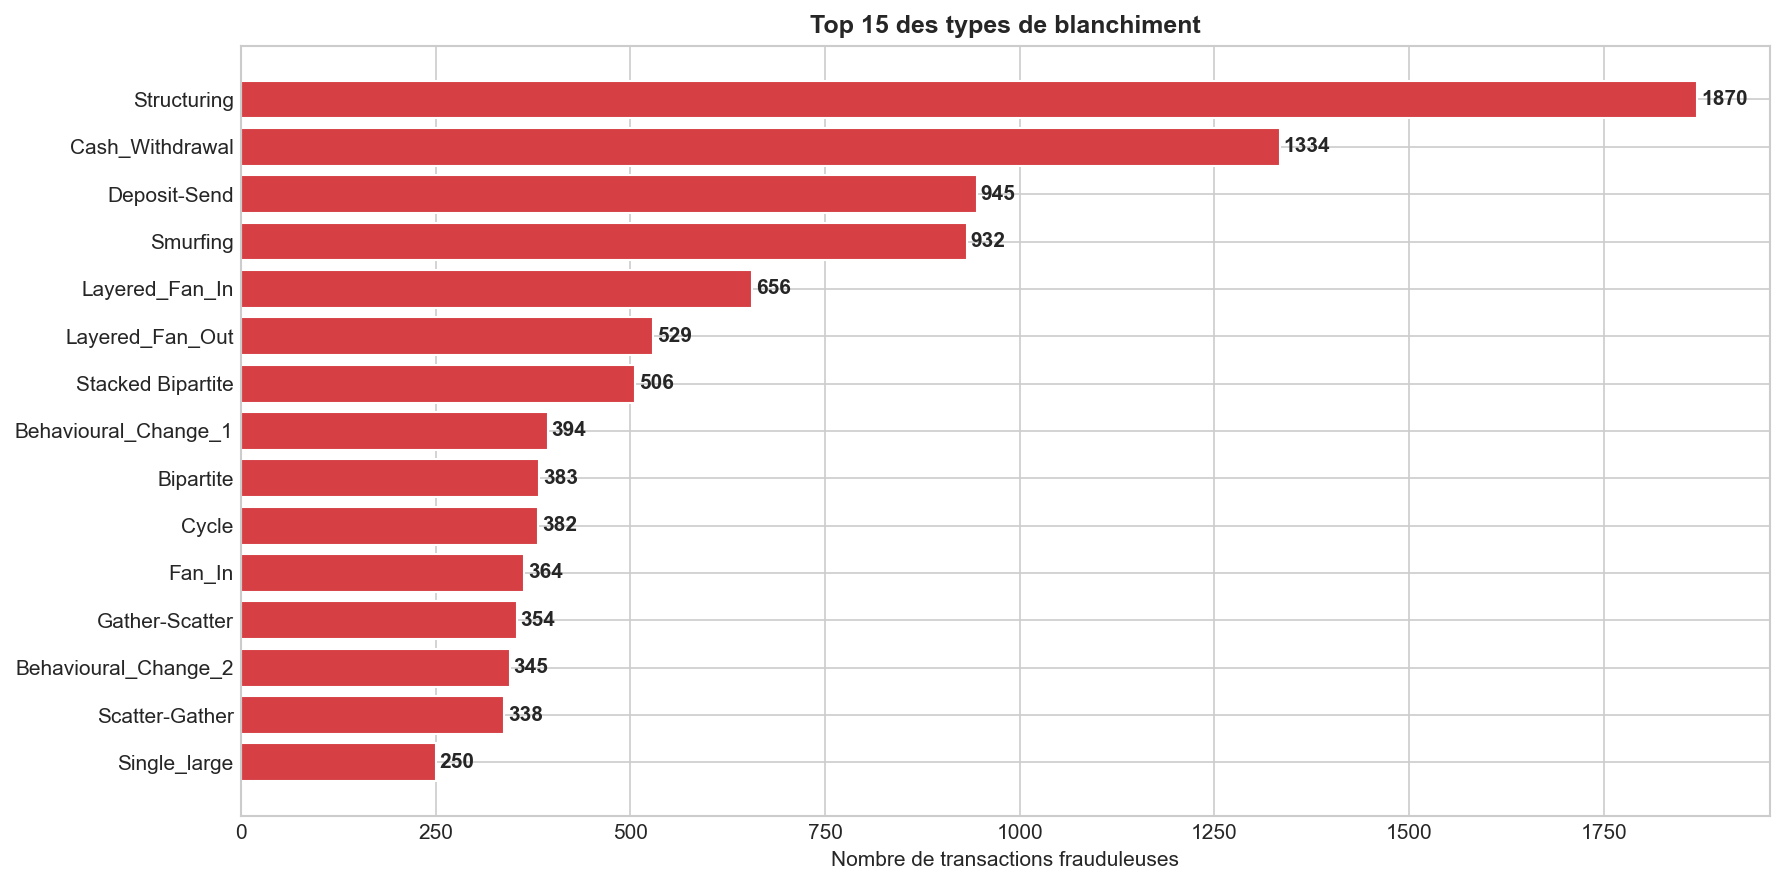 Top 15 des types de blanchiment
Structuring 1870
Cash_Withdrawal 1334
Deposit-Send 945
Smurfing 932
Layered_Fan_In 656
Layered_Fan_Out 529
Stacked Bipartite 506
Behavioural_Change_1 394
Bipartite 383
Cycle 382
Fan_In 364
Gather-Scatter 354
Behavioural_Change_2 345
Scatter-Gather 338
Single_large 250
0 250 500 750 1000 1250 1500 1750
Nombre de transactions frauduleuses